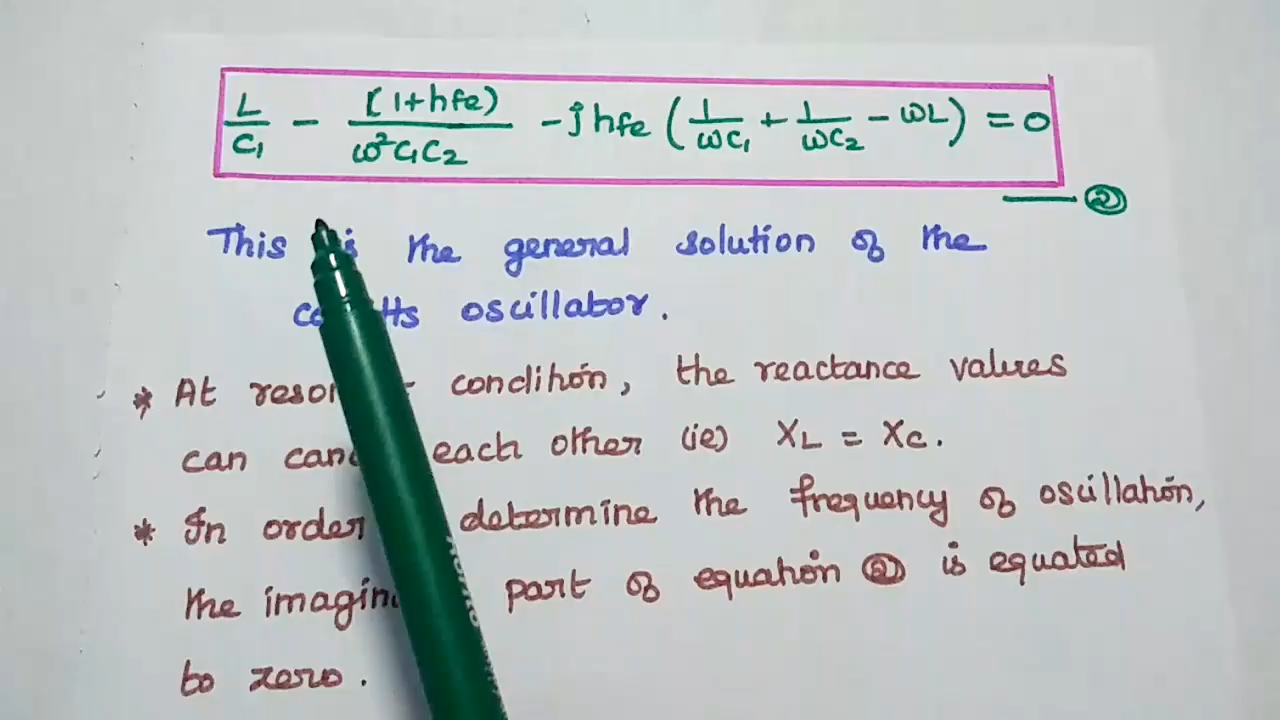 L/C₁ - (1+hfe)/ω²C₁C₂ - jhfe (1/ωC₁ + 1/ωC₂ - ωL) = 0
②
This is the general solution of the
oscillator.
* At condition, the reactance values
can each other (ie) XL = XC.
* In order determine the frequency of oscillation,
the part of equation ② is equated
to zero.